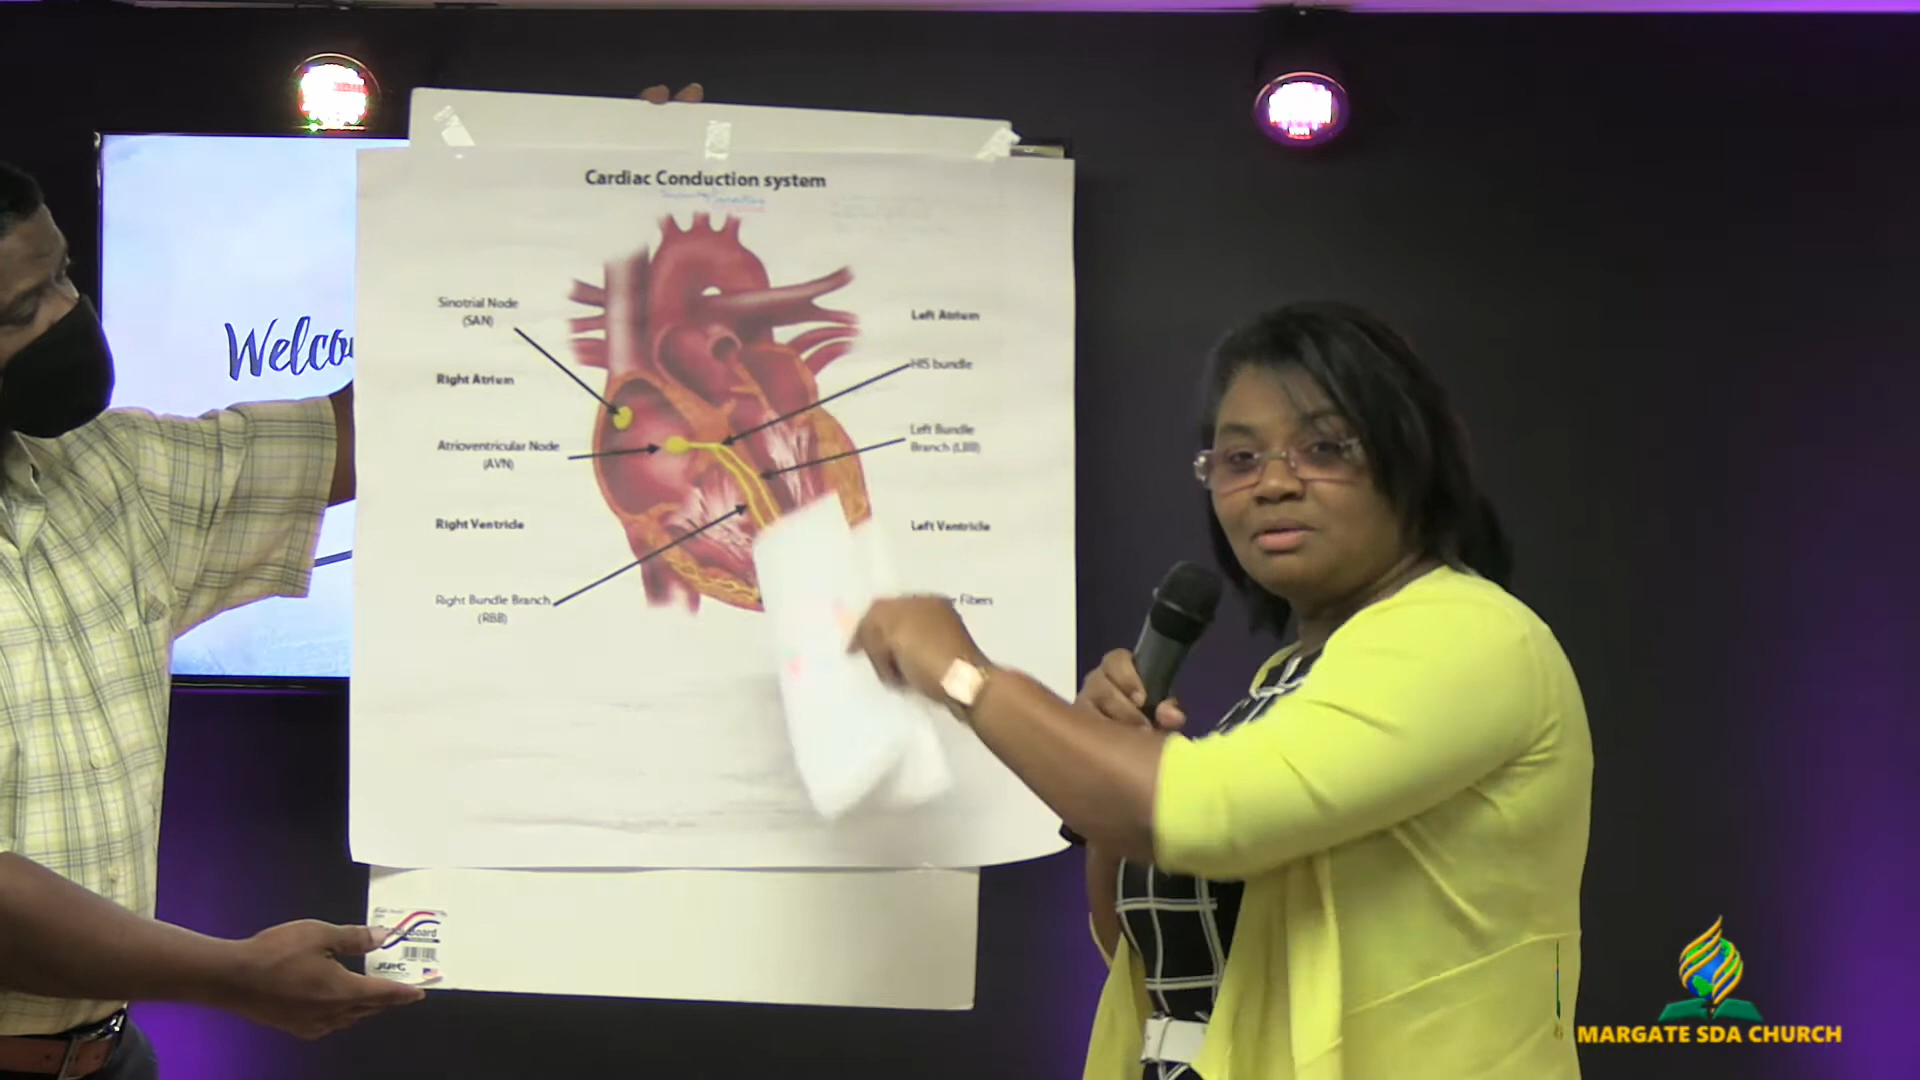 Cardiac Conduction system
Welco
Sinotrial Node
(SAN)
Right Atrium
Atrioventricular Node
(AVN)
Right Ventricle
Right Bundle Branch
(RBB)
Left Atrium
HIS bundle
Left Bundle
Branch (LBB)
Left Ventricle
Fibers
MARGATE SDA CHURCH